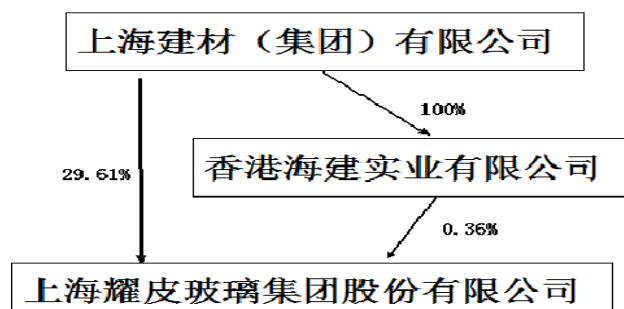 上海建材（集团）有限公司
100%
香港海建实业有限公司
29.61%
0.36%
上海耀皮玻璃集团股份有限公司